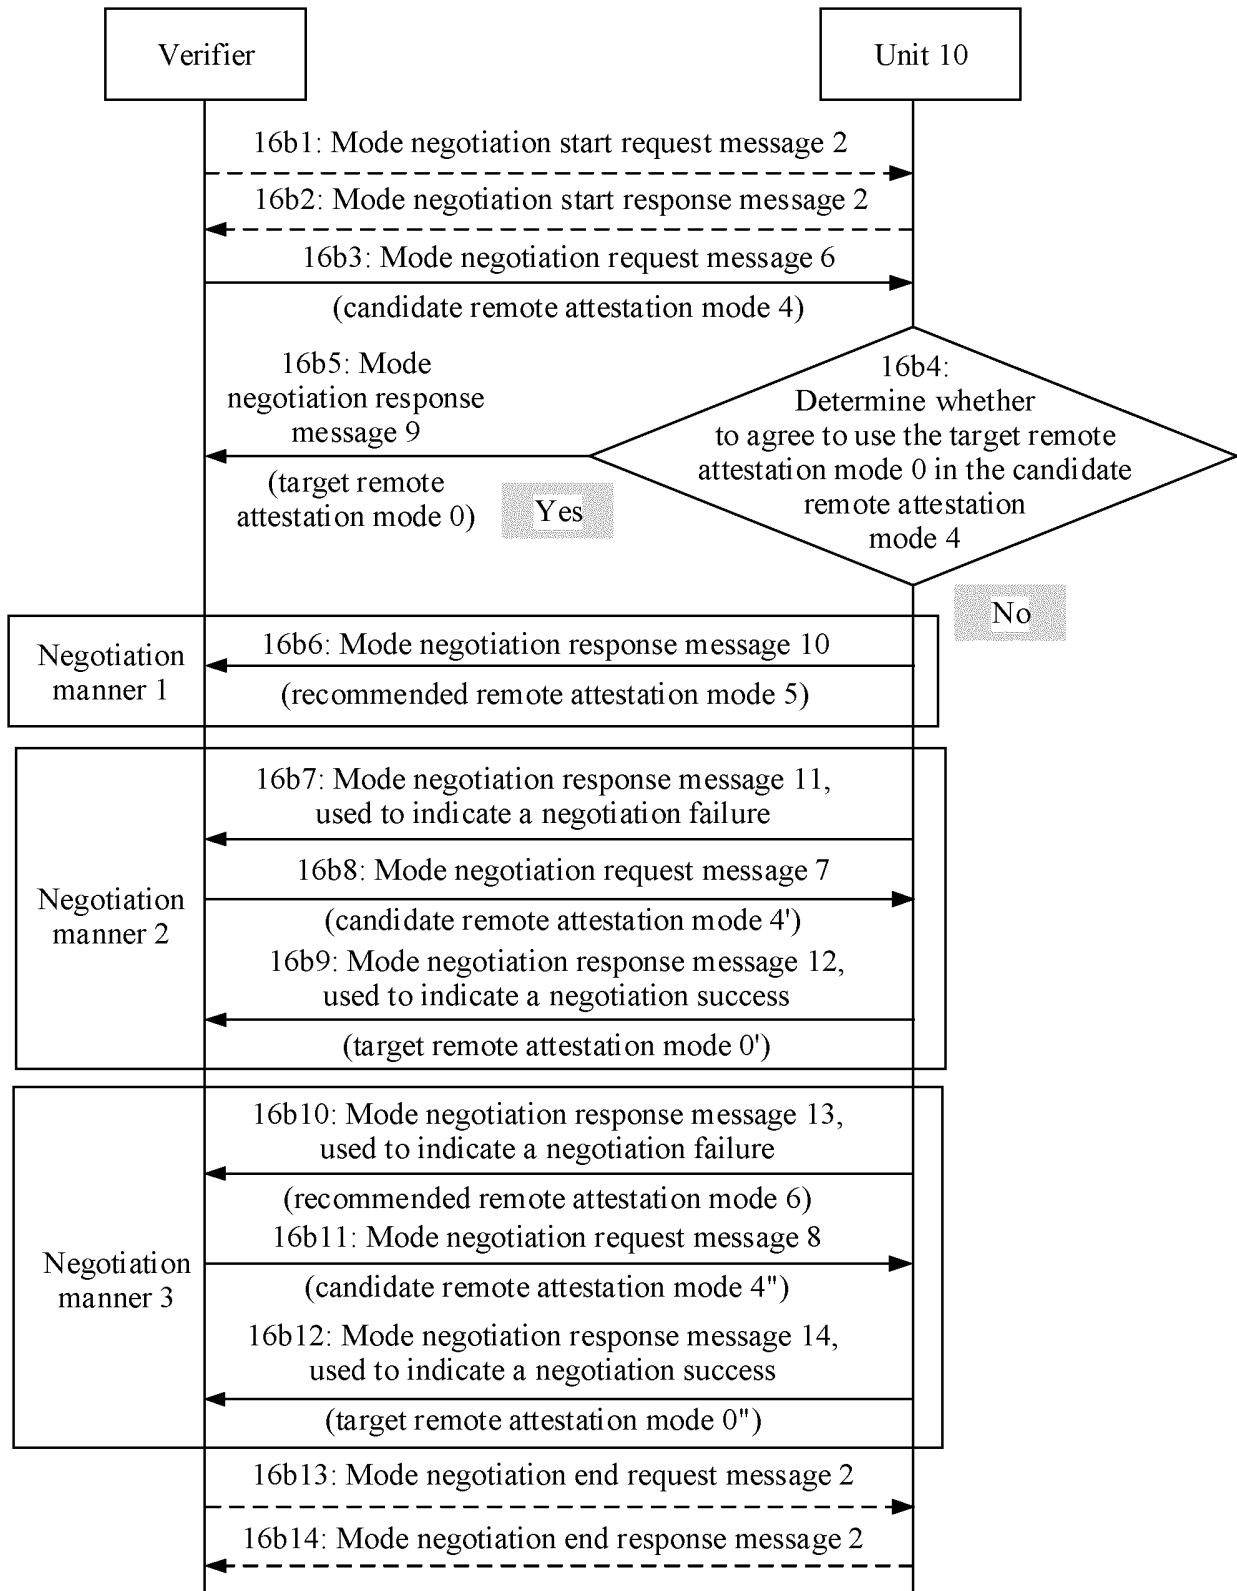 Verifier
Unit 10
16b1: Mode negotiation start request message 2
16b2: Mode negotiation start response message 2
16b3: Mode negotiation request message 6
(candidate remote attestation mode 4)
16b4:
Determine whether
to agree to use the target remote
attestation mode 0 in the candidate
remote attestation
mode 4
16b5: Mode
negotiation response
message 9
(target remote
attestation mode 0)
Yes
No
Negotiation
manner 1
16b6: Mode negotiation response message 10
(recommended remote attestation mode 5)
Negotiation
manner 2
16b7: Mode negotiation response message 11,
used to indicate a negotiation failure
16b8: Mode negotiation request message 7
(candidate remote attestation mode 4')
16b9: Mode negotiation response message 12,
used to indicate a negotiation success
(target remote attestation mode 0')
Negotiation
manner 3
16b10: Mode negotiation response message 13,
used to indicate a negotiation failure
(recommended remote attestation mode 6)
16b11: Mode negotiation request message 8
(candidate remote attestation mode 4")
16b12: Mode negotiation response message 14,
used to indicate a negotiation success
(target remote attestation mode 0")
16b13: Mode negotiation end request message 2
16b14: Mode negotiation end response message 2